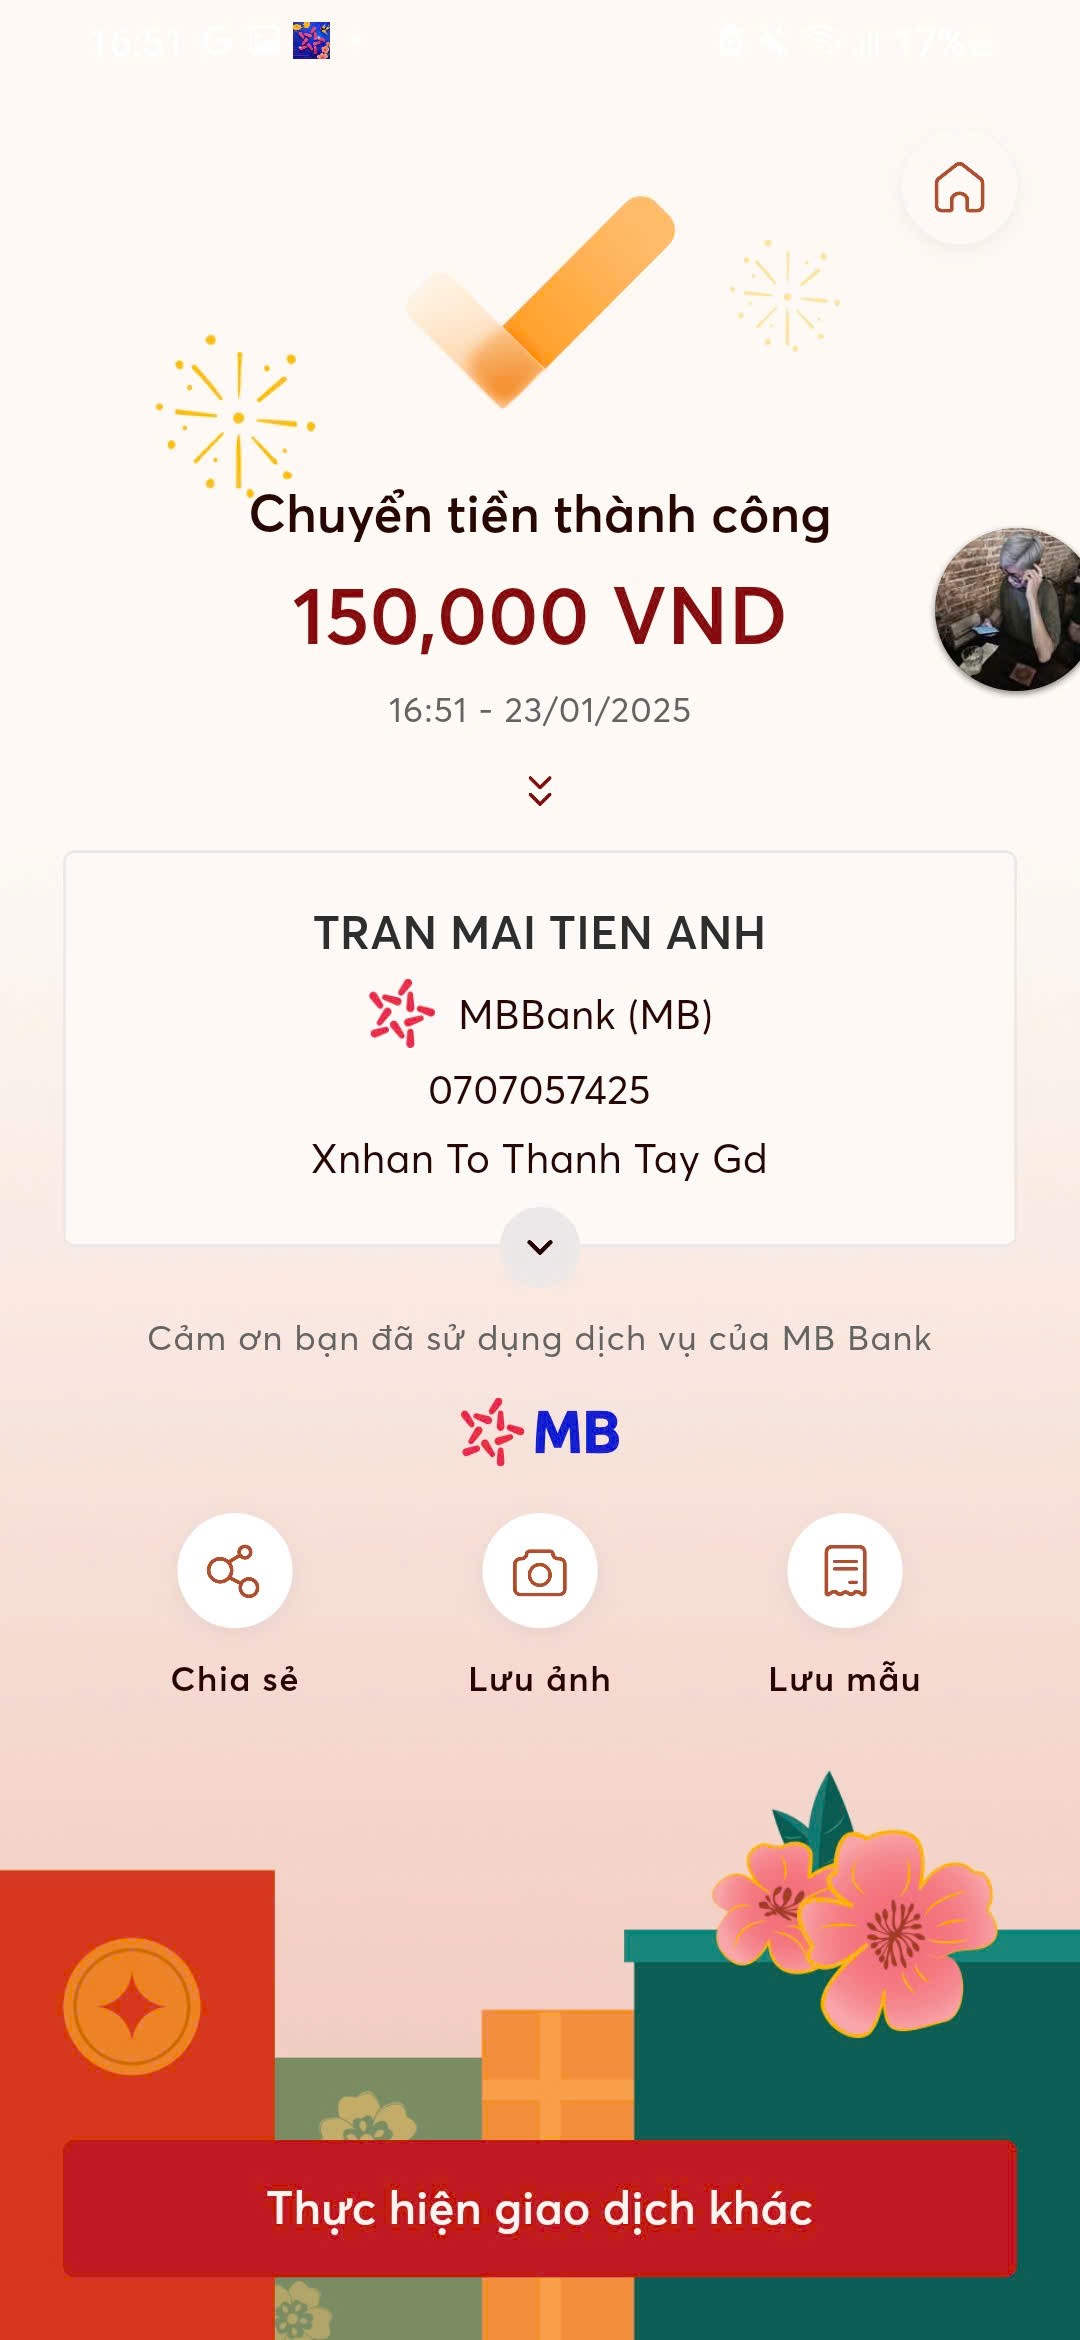 16:51
17%
Chuyển tiền thành công
150,000 VND
16:51 - 23/01/2025
TRAN MAI TIEN ANH
MBBank (MB)
0707057425
Xnhan To Thanh Tay Gd
Cảm ơn bạn đã sử dụng dịch vụ của MB Bank
MB
Chia sẻ
Lưu ảnh
Lưu mẫu
Thực hiện giao dịch khác